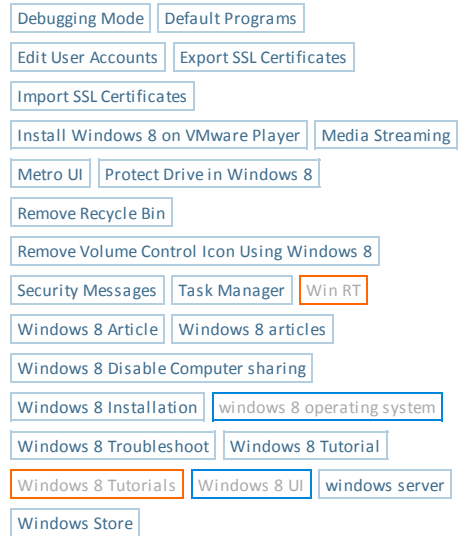 Debugging Mode Default Programs
Edit User Accounts Export SSL Certificates
Import SSL Certificates
Install Windows 8 on VMware Player Media Streaming
Metro UI Protect Drive in Windows 8
Remove Recycle Bin
Remove Volume Control Icon Using Windows 8
Security Messages Task Manager Win RT
Windows 8 Article Windows 8 articles
Windows 8 Disable Computer sharing
Windows 8 Installation windows 8 operating system
Windows 8 Troubleshoot Windows 8 Tutorial
Windows 8 Tutorials Windows 8 UI windows server
Windows Store